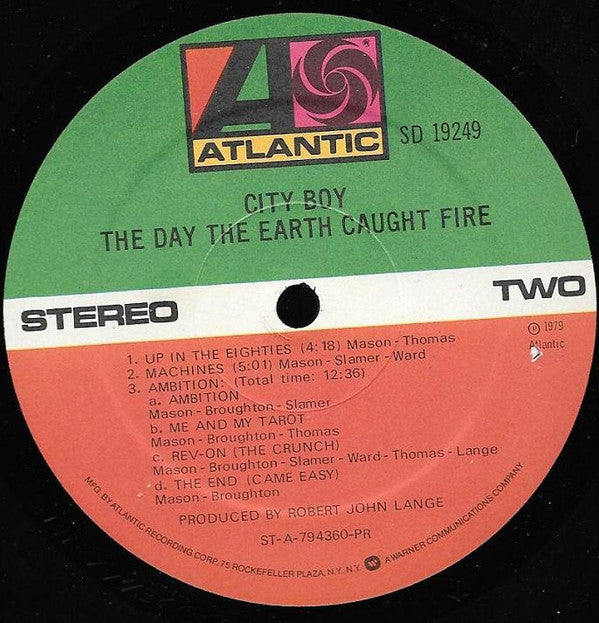 ATLANTIC
SD 19249
CITY BOY
THE DAY THE EARTH CAUGHT FIRE
STEREO
TWO
℗ 1979
Atlantic
1. UP IN THE EIGHTIES (4:18) Mason-Thomas
2. MACHINES (5:01) Mason-Slamer-Ward
3. AMBITION: (Total time: 12:36)
a. AMBITION
Mason-Broughton-Slamer
b. ME AND MY TAROT
Mason-Broughton-Thomas
c. REV-ON (THE CRUNCH)
Mason-Broughton-Slamer-Ward-Thomas-Lange
d. THE END (CAME EASY)
Mason-Broughton
PRODUCED BY ROBERT JOHN LANGE
ST-A-794360-PR
MFG. BY ATLANTIC RECORDING CORP. 75 ROCKEFELLER PLAZA, N.Y. N.Y. A WARNER COMMUNICATIONS COMPANY